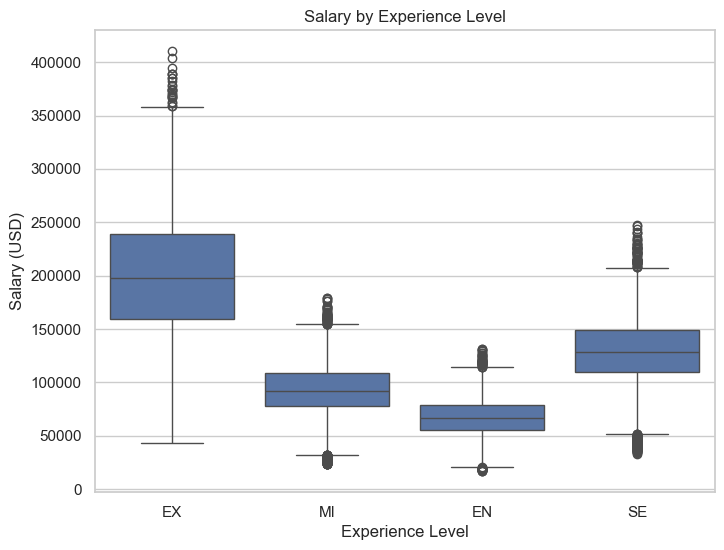 Salary by Experience Level
400000
350000
300000
250000
200000
150000
100000
50000
0
Salary (USD)
EX MI EN SE
Experience Level